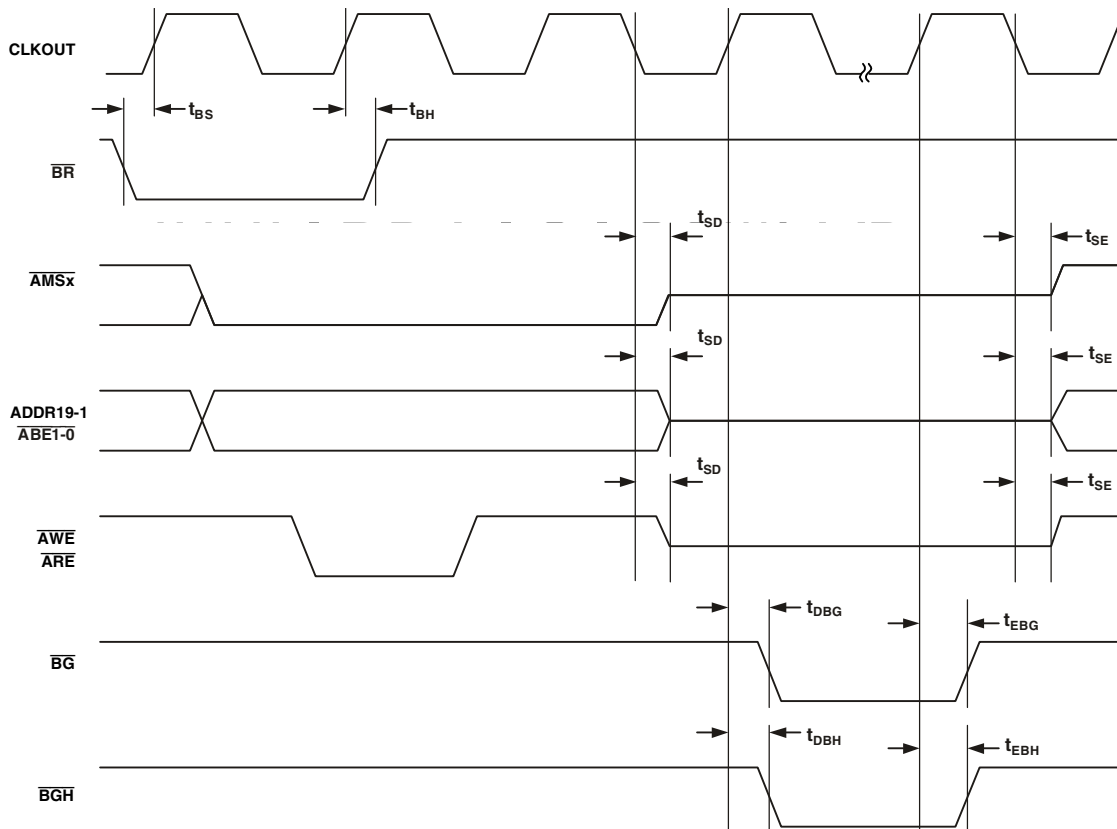 CLKOUT
tBS
tBH
BR
tSD
tSE
AMSx
tSD
tSE
ADDR19-1
ABE1-0
tSD
tSE
AWE
ARE
tDBG
tEBG
BG
tDBH
tEBH
BGH